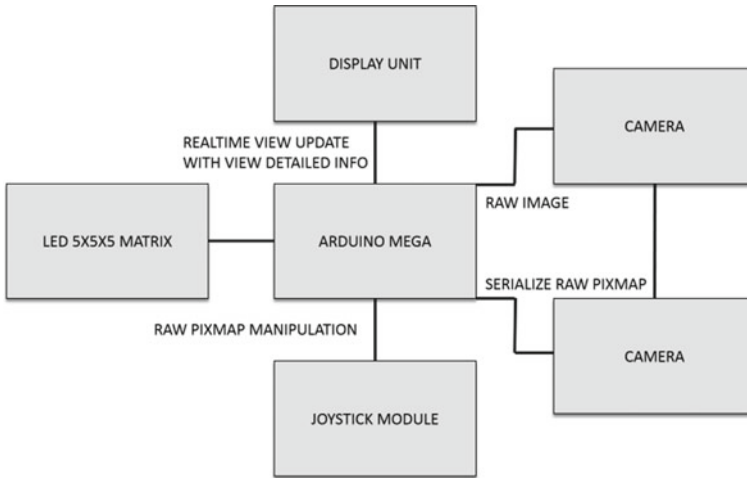 DISPLAY UNIT
CAMERA
REALTIME VIEW UPDATE
WITH VIEW DETAILED INFO
RAW IMAGE
LED 5X5X5 MATRIX
ARDUINO MEGA
SERIALIZE RAW PIXMAP
RAW PIXMAP MANIPULATION
CAMERA
JOYSTICK MODULE